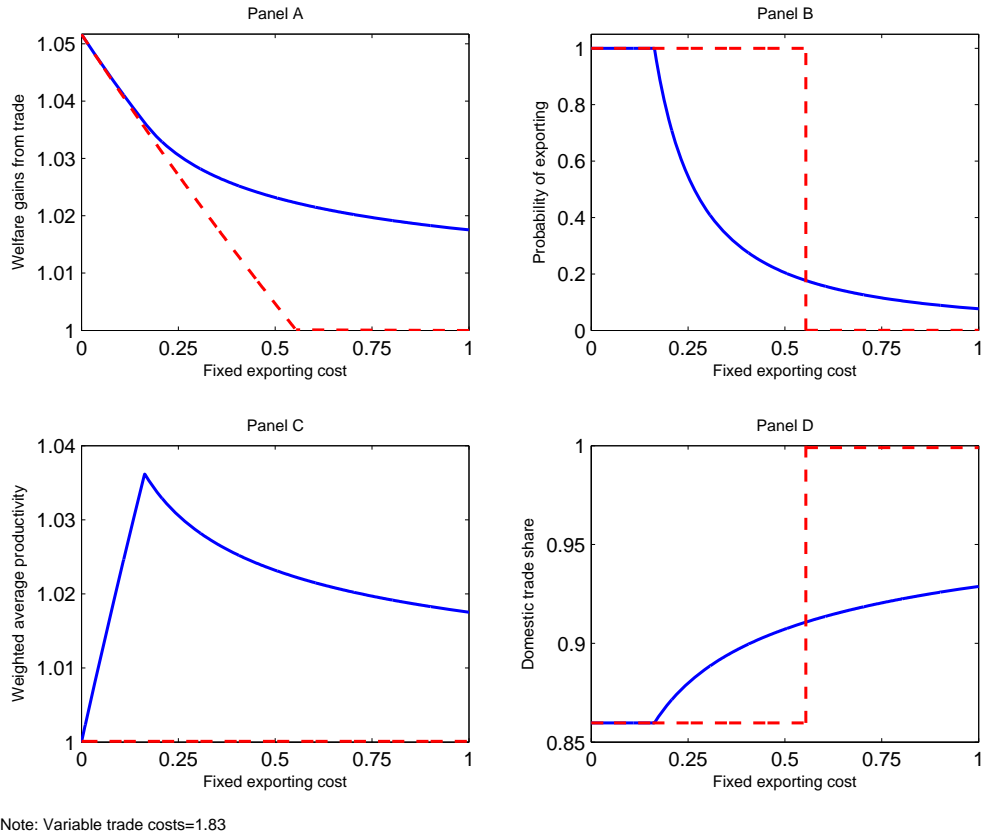 Panel A
Welfare gains from trade
1.05
1.04
1.03
1.02
1.01
1
0 0.25 0.5 0.75 1
Fixed exporting cost
Panel B
Probability of exporting
1
0.8
0.6
0.4
0.2
0
0 0.25 0.5 0.75 1
Fixed exporting cost
Panel C
Weighted average productivity
1.04
1.03
1.02
1.01
1
0 0.25 0.5 0.75 1
Fixed exporting cost
Panel D
Domestic trade share
1
0.95
0.9
0.85
0 0.25 0.5 0.75 1
Fixed exporting cost
Note: Variable trade costs=1.83